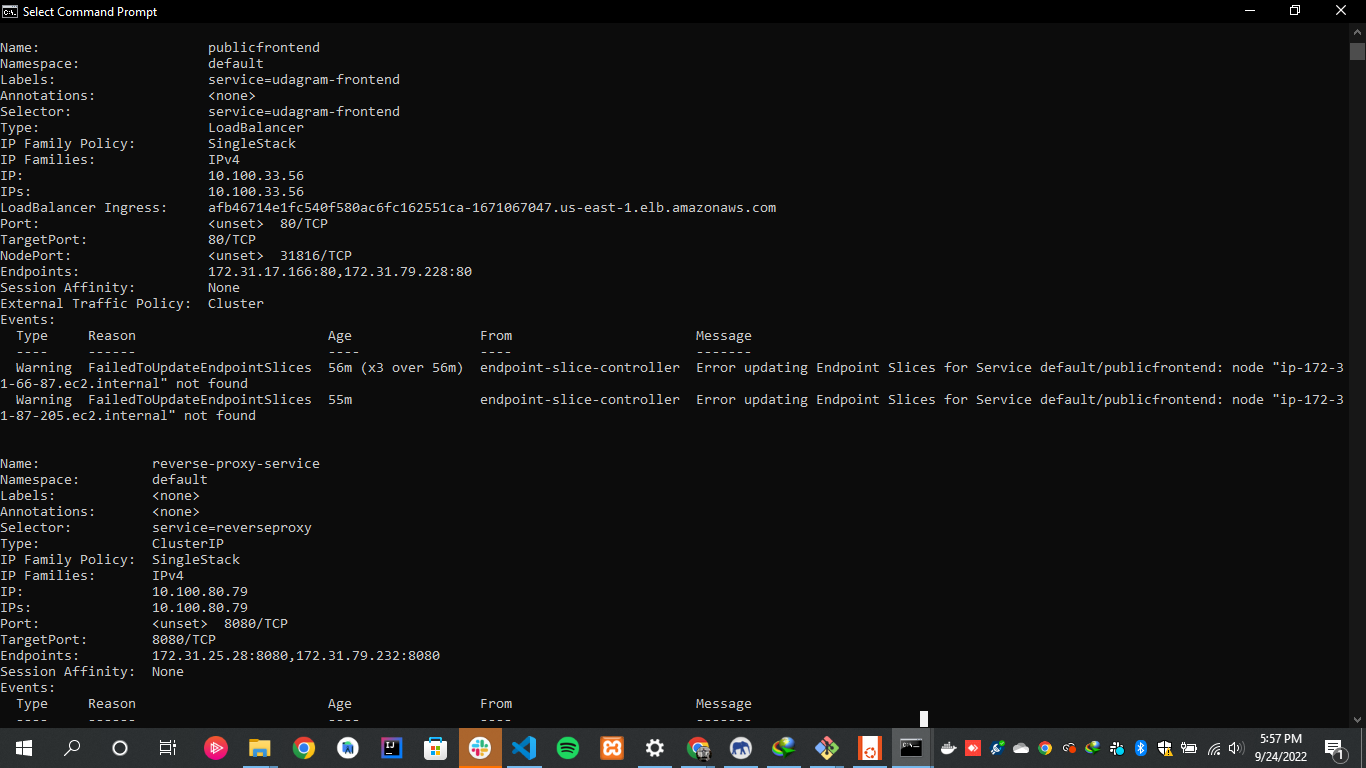 Select Command Prompt
Name:                     publicfrontend
Namespace:                default
Labels:                   service=udagram-frontend
Annotations:              <none>
Selector:                 service=udagram-frontend
Type:                     LoadBalancer
IP Family Policy:         SingleStack
IP Families:              IPv4
IP:                       10.100.33.56
IPs:                      10.100.33.56
LoadBalancer Ingress:     afb46714e1fc540f580ac6fc162551ca-1671067047.us-east-1.elb.amazonaws.com
Port:                     <unset>  80/TCP
TargetPort:               80/TCP
NodePort:                 <unset>  31816/TCP
Endpoints:                172.31.17.166:80,172.31.79.228:80
Session Affinity:         None
External Traffic Policy:  Cluster
Events:
  Type     Reason                        Age                From                       Message
  ----     ------                        ----               ----                       -------
  Warning  FailedToUpdateEndpointSlices  56m (x3 over 56m)  endpoint-slice-controller  Error updating Endpoint Slices for Service default/publicfrontend: node "ip-172-3
1-66-87.ec2.internal" not found
  Warning  FailedToUpdateEndpointSlices  55m                endpoint-slice-controller  Error updating Endpoint Slices for Service default/publicfrontend: node "ip-172-3
1-87-205.ec2.internal" not found
Name:              reverse-proxy-service
Namespace:         default
Labels:            <none>
Annotations:       <none>
Selector:          service=reverseproxy
Type:              ClusterIP
IP Family Policy:  SingleStack
IP Families:       IPv4
IP:                10.100.80.79
IPs:               10.100.80.79
Port:              <unset>  8080/TCP
TargetPort:        8080/TCP
Endpoints:         172.31.25.28:8080,172.31.79.232:8080
Session Affinity:  None
Events:
  Type     Reason                        Age                From                       Message
  ----     ------                        ----               ----                       -------
5:57 PM
9/24/2022
1